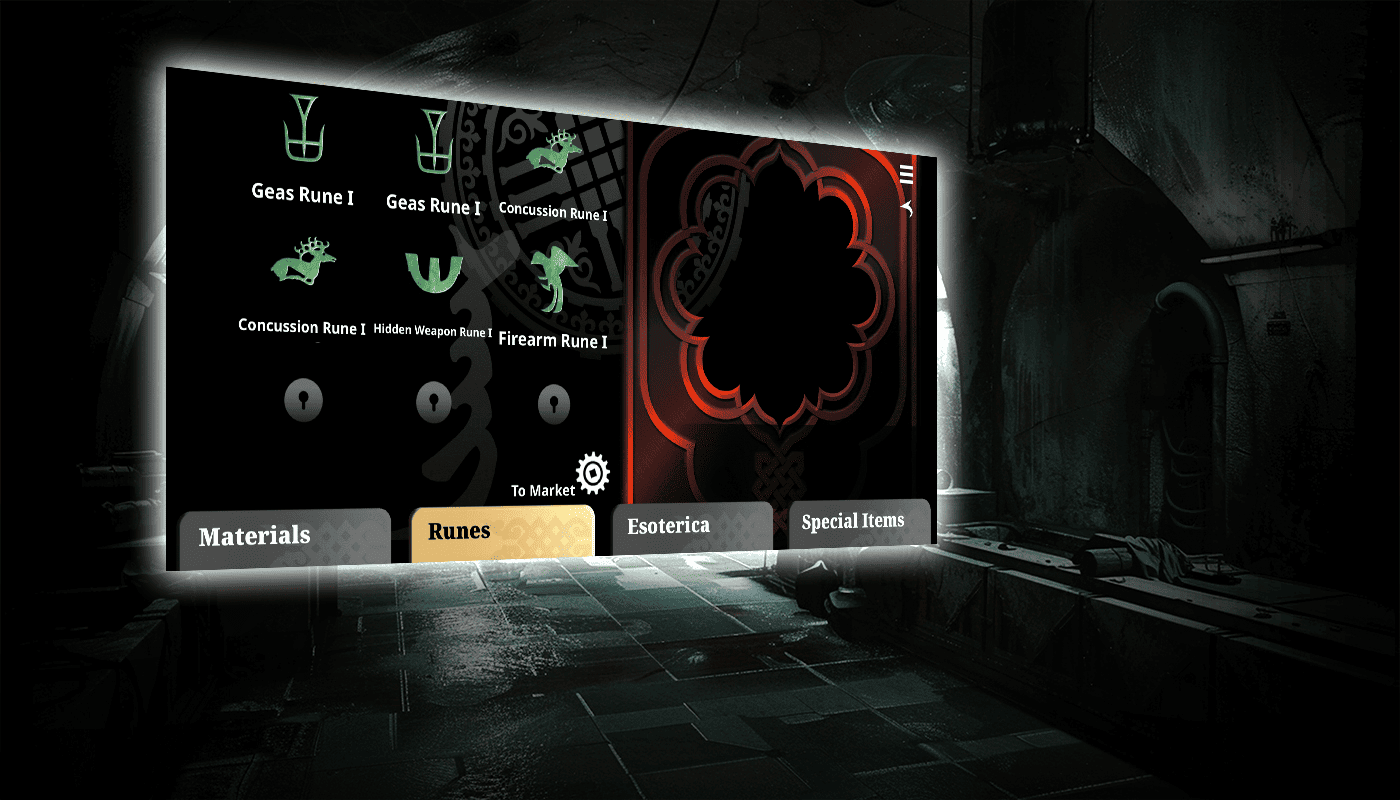 Geas Rune I
Geas Rune I
Concussion Rune I
Concussion Rune I
Hidden Weapon Rune I
Firearm Rune I
To Market
Materials
Runes
Esoterica
Special Items